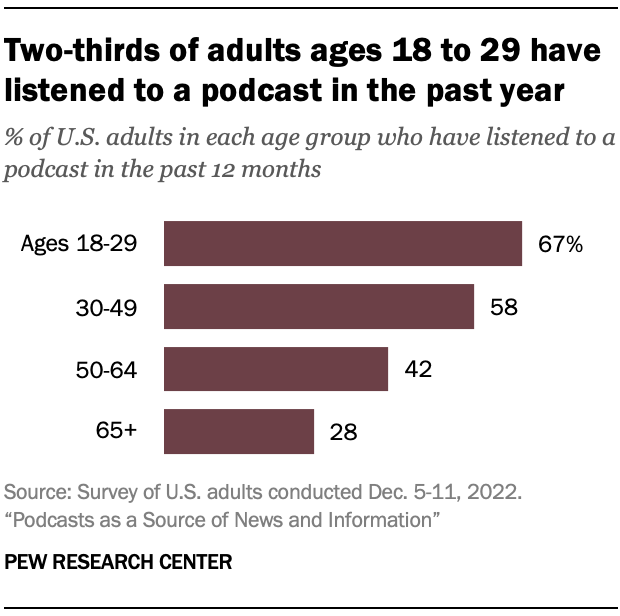 Two-thirds of adults ages 18 to 29 have
listened to a podcast in the past year
% of U.S. adults in each age group who have listened to a
podcast in the past 12 months
Ages 18-29 67%
30-49 58
50-64 42
65+ 28
Source: Survey of U.S. adults conducted Dec. 5-11, 2022.
“Podcasts as a Source of News and Information”
PEW RESEARCH CENTER